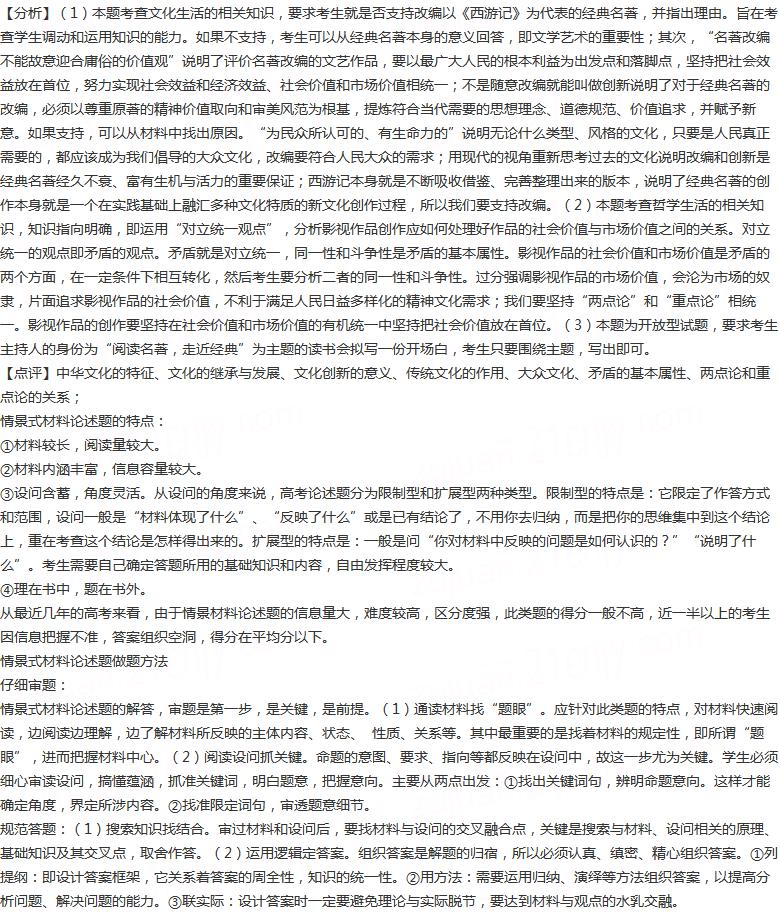 【分析】（1）本题考查文化生活的相关知识，要求考生就是否支持改编以《西游记》为代表的经典名著，并指出理由。旨在考
查学生调动和运用知识的能力。如果不支持，考生可以从经典名著本身的意义回答，即文学艺术的重要性；其次，“名著改编
不能故意迎合庸俗的价值观”说明了评价名著改编的文艺作品，要以最广大人民的根本利益为出发点和落脚点，坚持把社会效
益放在首位，努力实现社会效益和经济效益、社会价值和市场价值相统一；不是随意改编就能叫做创新说明了对于经典名著的
改编，必须以尊重原著的精神价值取向和审美风范为根基，提炼符合当代需要的思想理念、道德规范、价值追求，并赋予新
意。如果支持，可以从材料中找出原因。“为民众所认可的、有生命力的”说明无论什么类型、风格的文化，只要是人民真正
需要的，都应该成为我们倡导的大众文化，改编要符合人民大众的需求；用现代的视角重新思考过去的文化说明改编和创新是
经典名著经久不衰、富有生机与活力的重要保证；西游记本身就是不断吸收借鉴、完善整理出来的版本，说明了经典名著的创
作本身就是一个在实践基础上融汇多种文化特质的新文化创作过程，所以我们要支持改编。（2）本题考查哲学生活的相关知
识，知识指向明确，即运用“对立统一观点”，分析影视作品创作应如何处理好作品的社会价值与市场价值之间的关系。对立
统一的观点即矛盾的观点。矛盾就是对立统一，同一性和斗争性是矛盾的基本属性。影视作品的社会价值和市场价值是矛盾的
两个方面，在一定条件下相互转化，然后考生要分析二者的同一性和斗争性。过分强调影视作品的市场价值，会沦为市场的奴
隶，片面追求影视作品的社会价值，不利于满足人民日益多样化的精神文化需求；我们要坚持“两点论”和“重点论”相统
一。影视作品的创作要坚持在社会价值和市场价值的有机统一中坚持把社会价值放在首位。（3）本题为开放型试题，要求考生
主持人的身份为“阅读名著，走近经典”为主题的读书会拟写一份开场白，考生只要围绕主题，写出即可。
【点评】中华文化的特征、文化的继承与发展、文化创新的意义、传统文化的作用、大众文化、矛盾的基本属性、两点论和重
点论的关系；
情景式材料论述题的特点：
①材料较长，阅读量较大。
②材料内涵丰富，信息容量较大。
③设问含蓄，角度灵活。从设问的角度来说，高考论述题分为限制型和扩展型两种类型。限制型的特点是：它限定了作答方式
和范围，设问一般是“材料体现了什么”、“反映了什么”或是已有结论了，不用你去归纳，而是把你的思维集中到这个结论
上，重在考查这个结论是怎样得出来的。扩展型的特点是：一般是问“你对材料中反映的问题是如何认识的？”“说明了什
么”。考生需要自己确定答题所用的基础知识和内容，自由发挥程度较大。
④理在书中，题在书外。
从最近几年的高考来看，由于情景材料论述题的信息量大，难度较高，区分度强，此类题的得分一般不高，近一半以上的考生
因信息把握不准，答案组织空洞，得分在平均分以下。
情景式材料论述题做题方法
仔细审题：
情景式材料论述题的解答，审题是第一步，是关键，是前提。（1）通读材料找“题眼”。应针对此类题的特点，对材料快速阅
读，边阅读边理解，边了解材料所反映的主体内容、状态、 性质、关系等。其中最重要的是找着材料的规定性，即所谓“题
眼”，进而把握材料中心。（2）阅读设问抓关键。命题的意图、要求、指向等都反映在设问中，故这一步尤为关键。学生必须
细心审读设问，搞懂蕴涵，抓准关键词，明白题意，把握意向。主要从两点出发：①找出关键词句，辨明命题意向。这样才能
确定角度，界定所涉内容。②找准限定词句，审透题意细节。
规范答题：（1）搜索知识找结合。审过材料和设问后，要找材料与设问的交叉融合点，关键是搜索与材料、设问相关的原理、
基础知识及其交叉点，取舍作答。（2）运用逻辑定答案。组织答案是解题的归宿，所以必须认真、缜密、精心组织答案。①列
提纲：即设计答案框架，它关系着答案的周全性，知识的统一性。②用方法：需要运用归纳、演绎等方法组织答案，以提高分
析问题、解决问题的能力。③联实际：设计答案时一定要避免理论与实际脱节，要达到材料与观点的水乳交融。